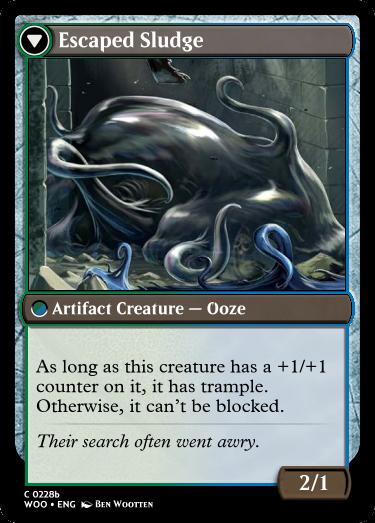 Escaped Sludge
Artifact Creature — Ooze
As long as this creature has a +1/+1
counter on it, it has trample.
Otherwise, it can't be blocked.
Their search often went awry.
2/1
C 0228b
WOO • ENG Ben Wootten